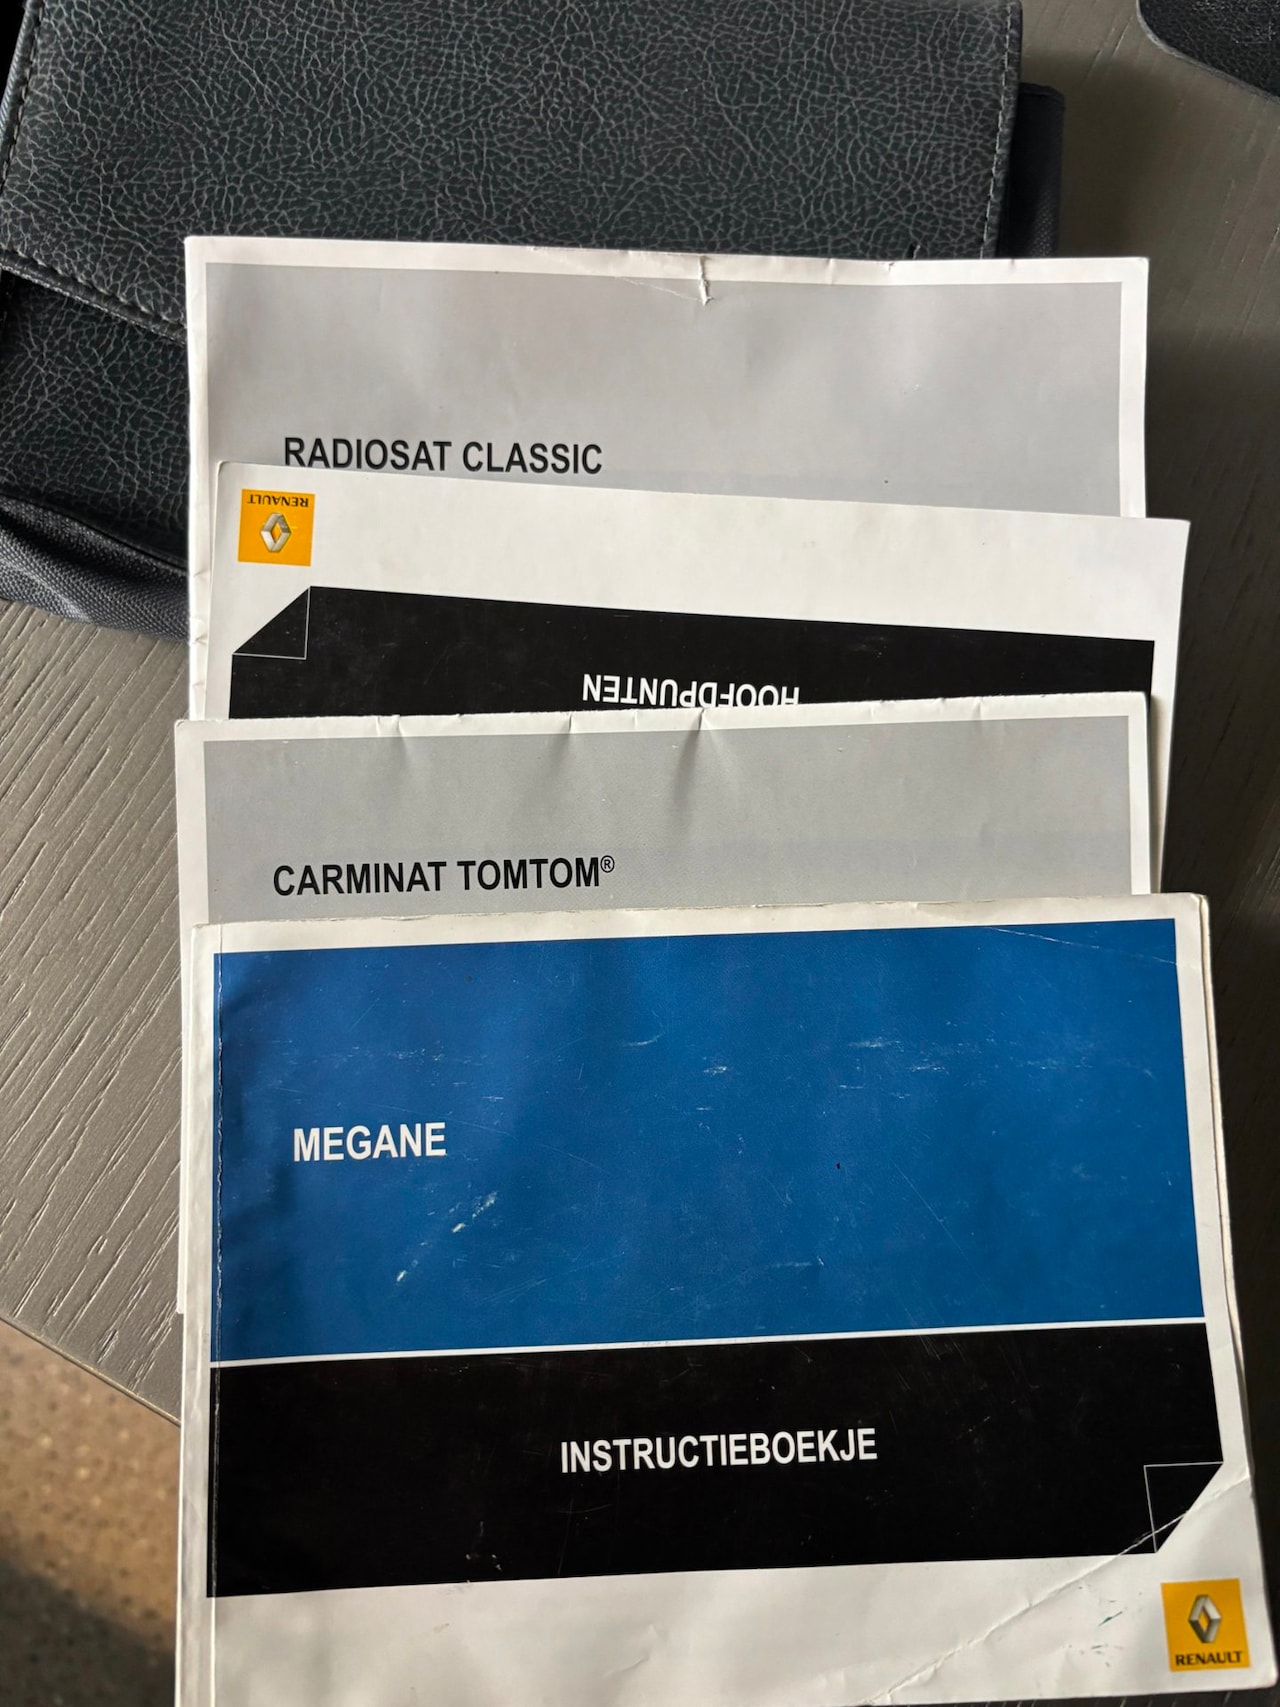 RADIOSAT CLASSIC
RENAULT
HOOFDPUNTEN
CARMINAT TOMTOM®
MEGANE
INSTRUCTIEBOEKJE
RENAULT